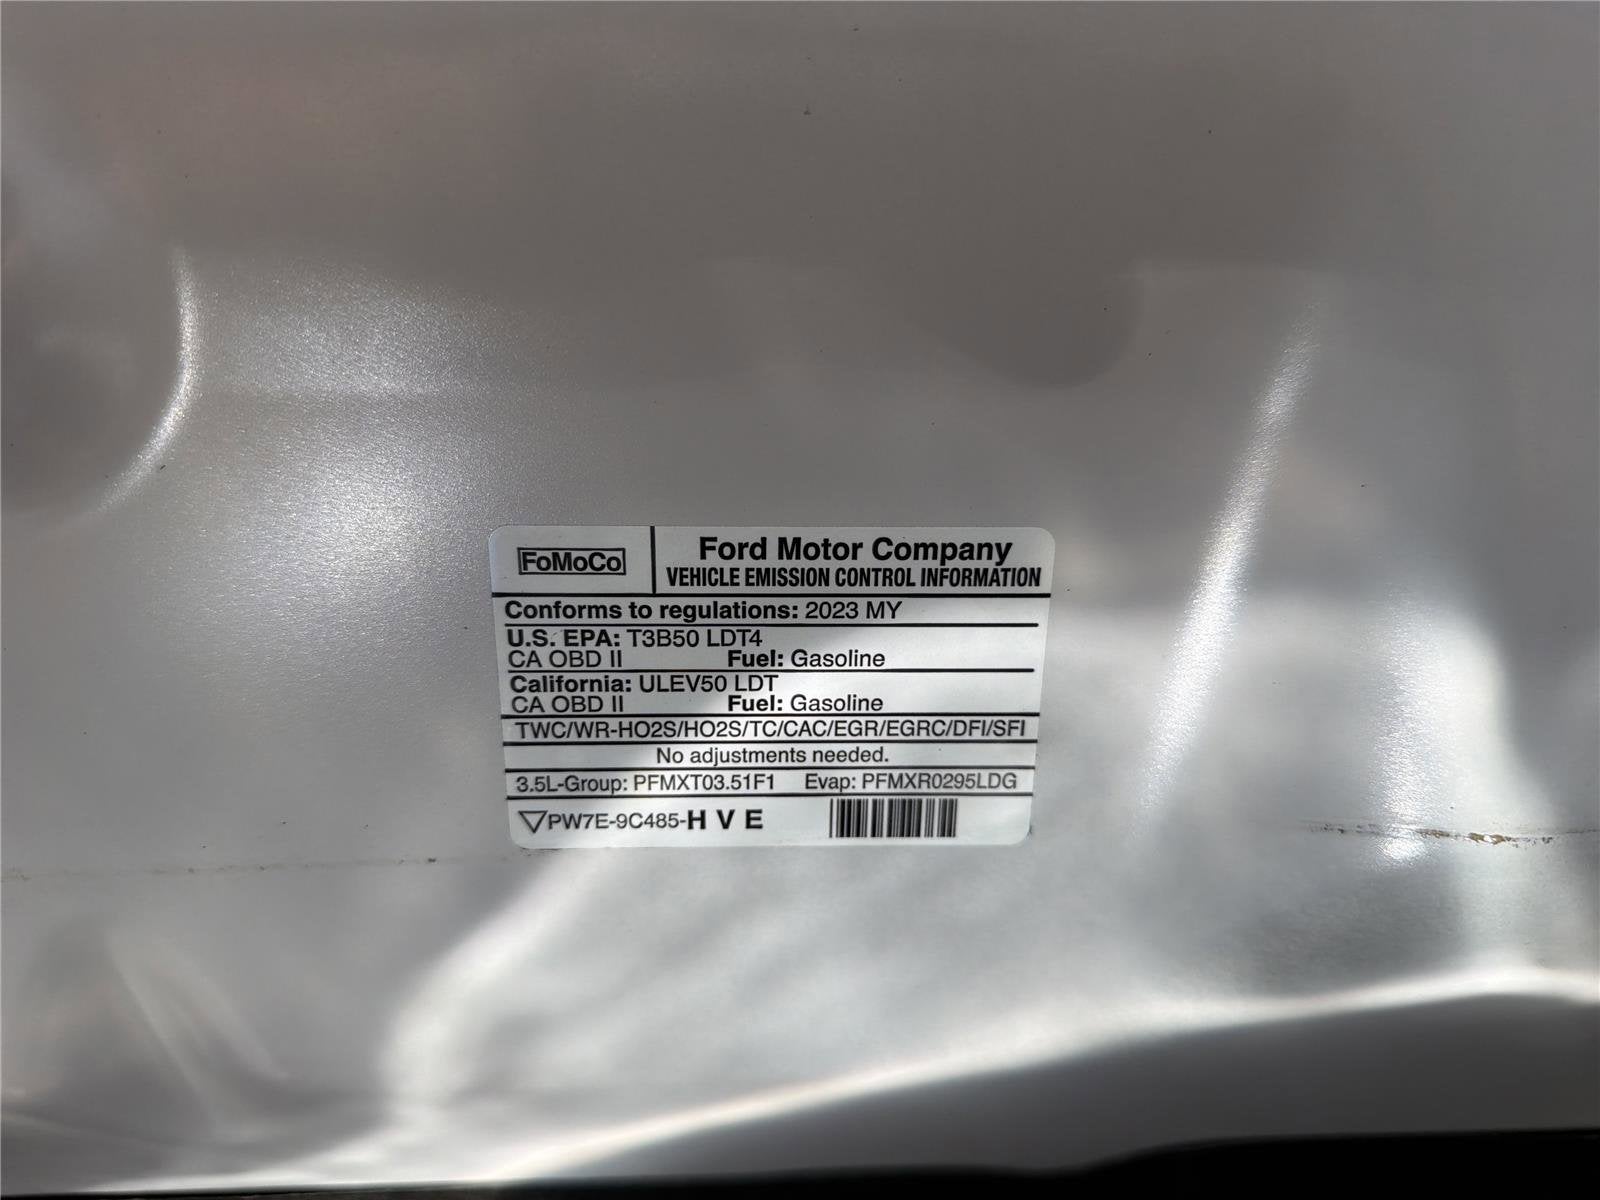 FoMoCo
Ford Motor Company
VEHICLE EMISSION CONTROL INFORMATION
Conforms to regulations: 2023 MY
U.S. EPA: T3B50 LDT4
CA OBD II Fuel: Gasoline
California: ULEV50 LDT
CA OBD II Fuel: Gasoline
TWC/WR-HO2S/HO2S/TC/CAC/EGR/EGRC/DFI/SFI
No adjustments needed.
3.5L-Group: PFMXT03.51F1 Evap: PFMXR0295LDG
PW7E-9C485-H V E